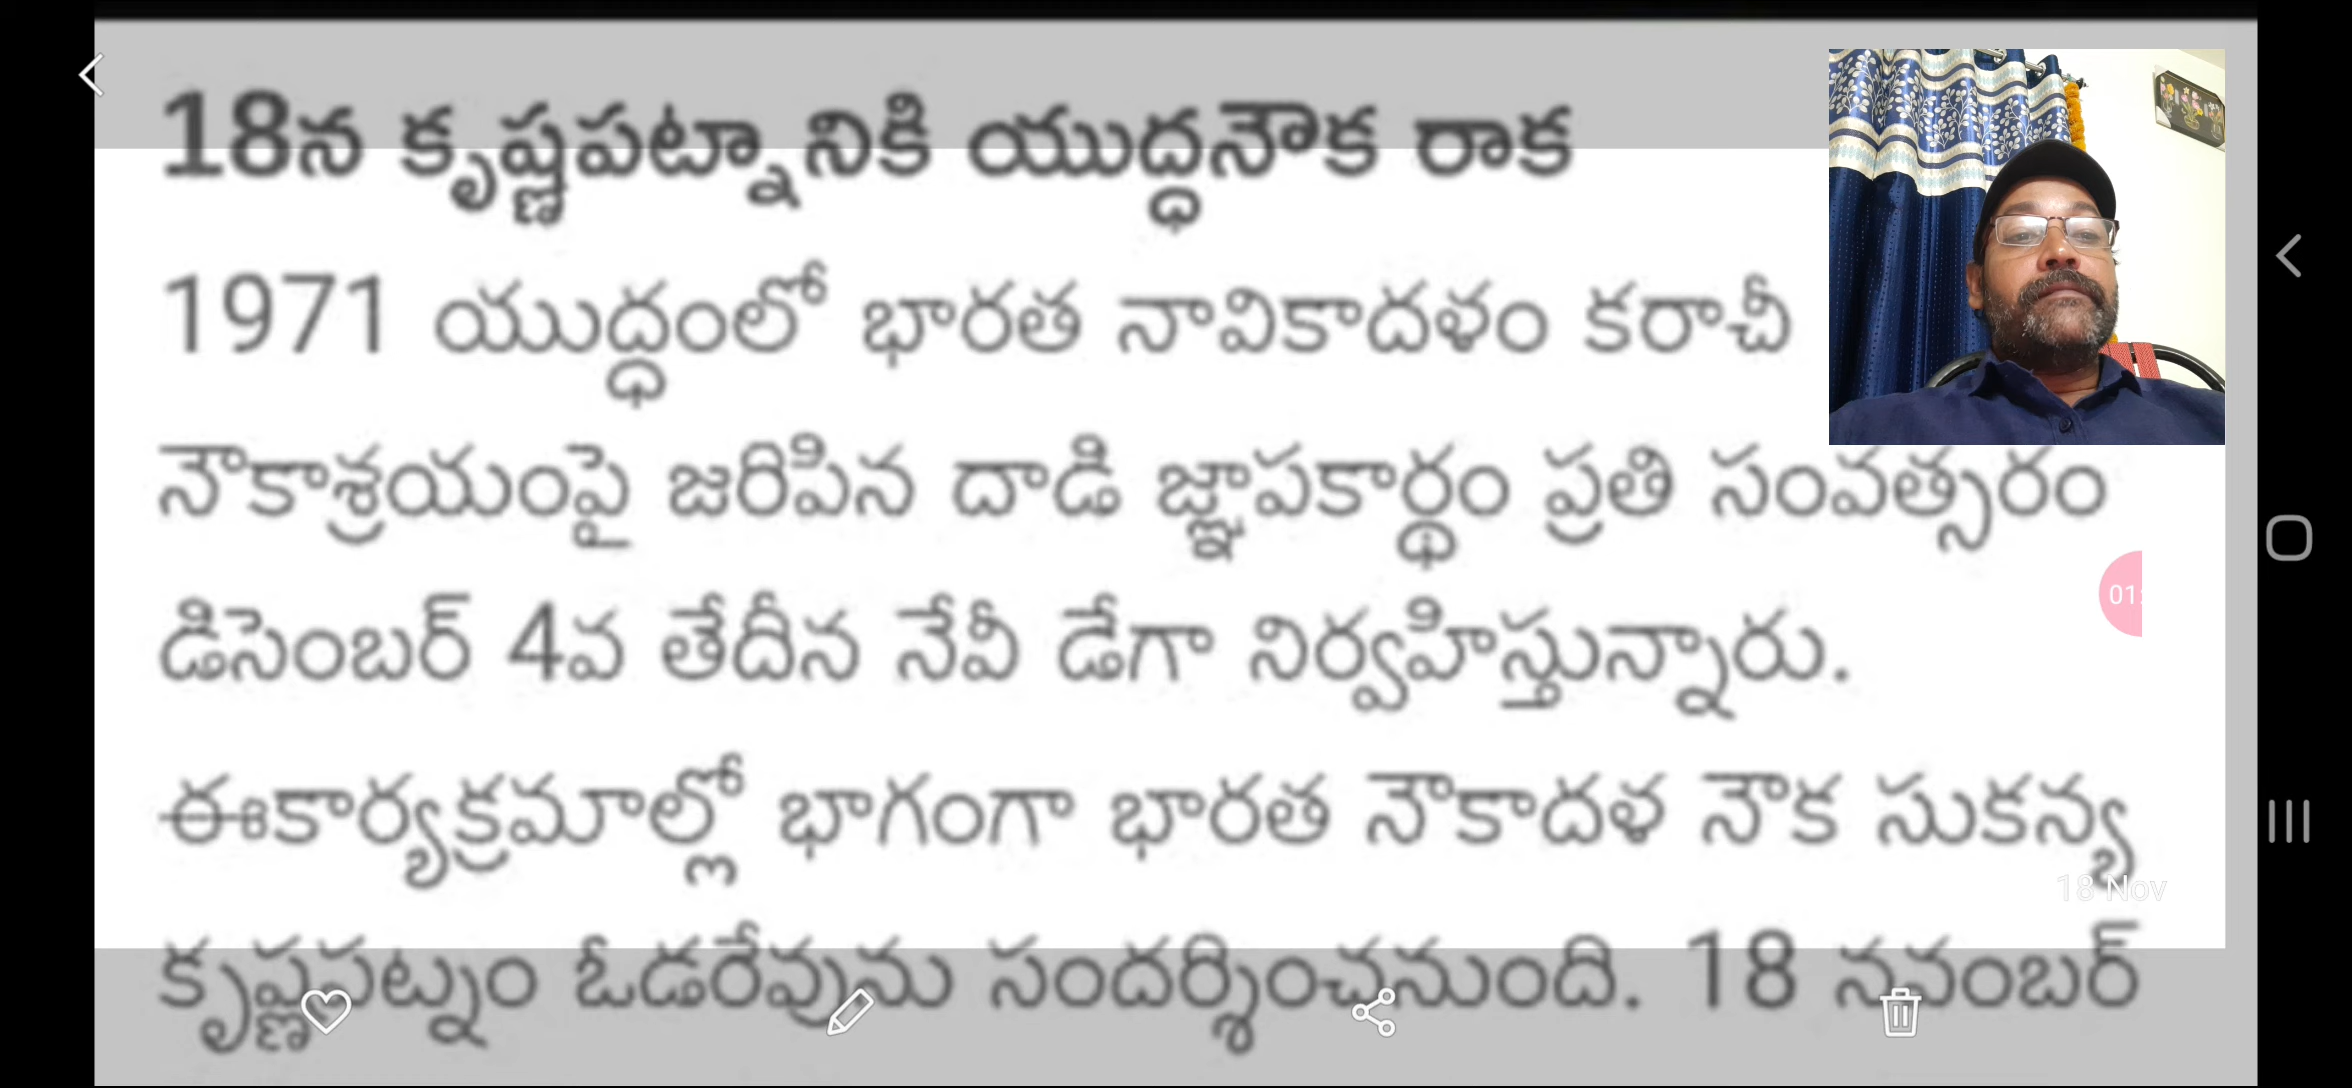 18న కృష్ణపట్నానికి యుద్ధనౌక రాక
1971 యుద్ధంలో భారత నావికాదళం కరాచీ
నౌకాశ్రయంపై జరిపిన దాడి జ్ఞాపకార్థం ప్రతి సంవత్సరం
01:
డిసెంబర్ 4వ తేదీన నేవీ డేగా నిర్వహిస్తున్నారు.
ఈకార్యక్రమాల్లో భాగంగా భారత నౌకాదళ నౌక సుకన్య
18 Nov
కృష్ణపట్నం ఓడరేవును సందర్శించనుంది. 18 నవంబర్